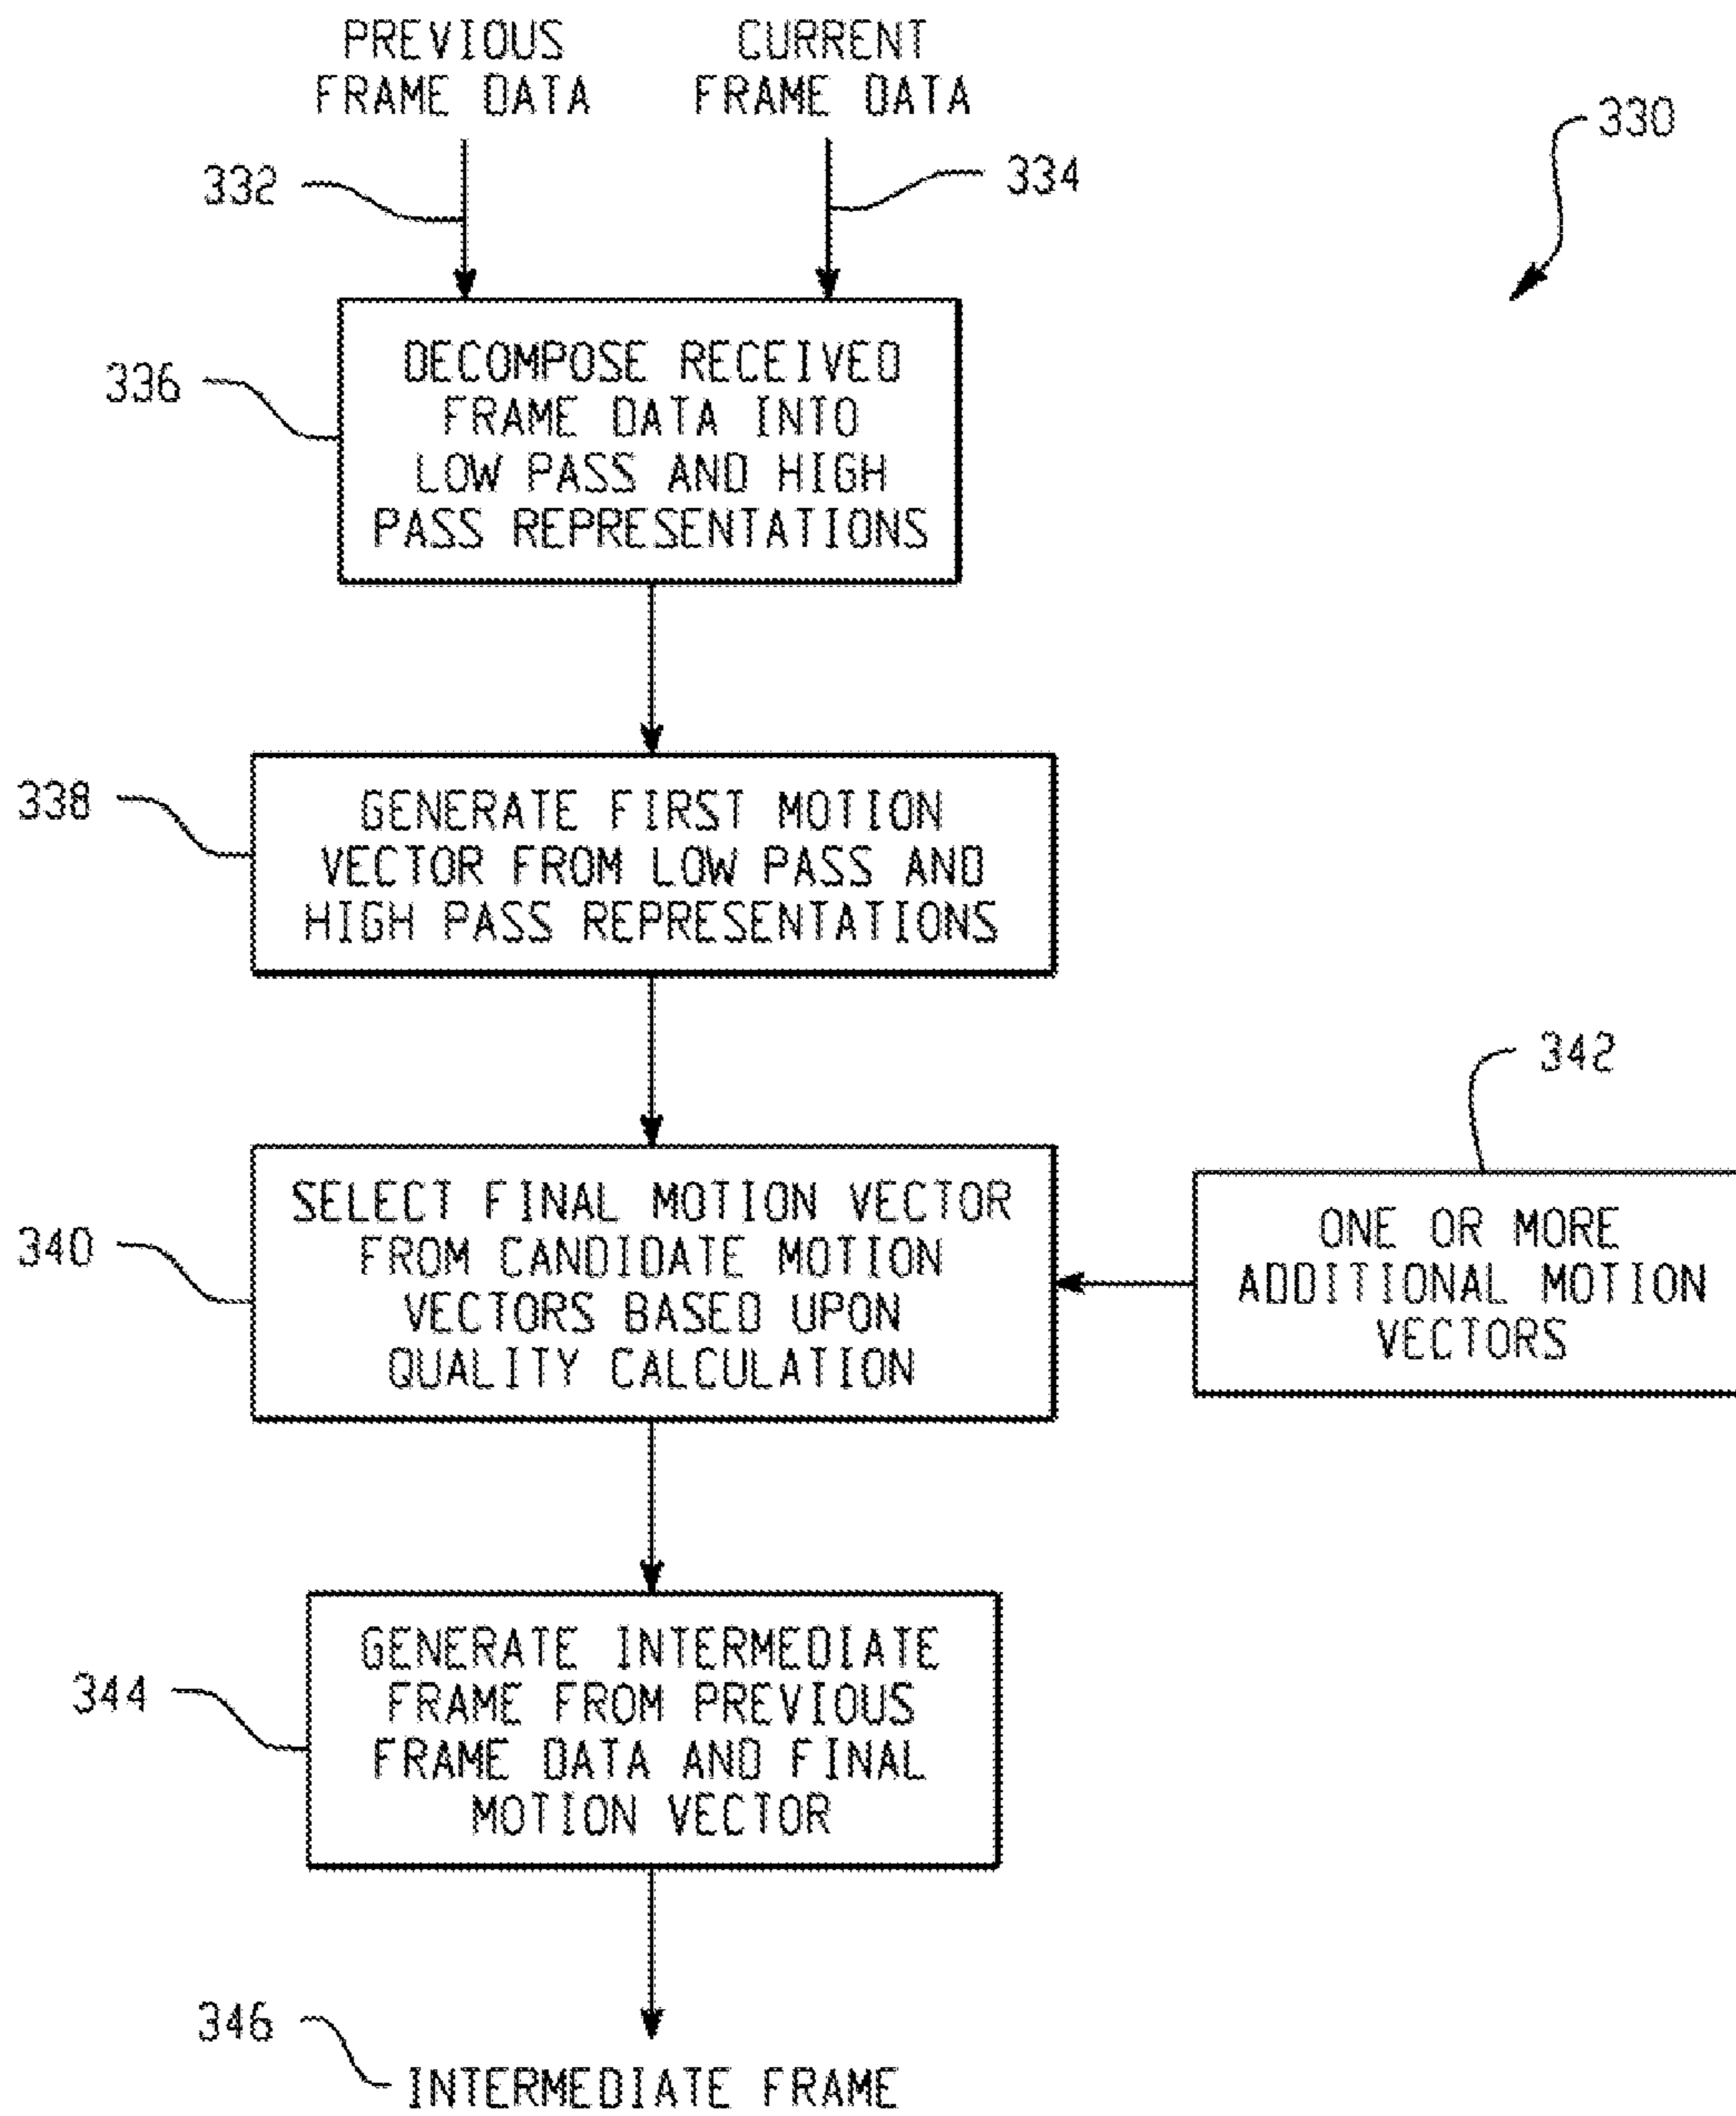 PREVIOUS
FRAME DATA
CURRENT
FRAME DATA
330
332
334
336
DECOMPOSE RECEIVED
FRAME DATA INTO
LOW PASS AND HIGH
PASS REPRESENTATIONS
338
GENERATE FIRST MOTION
VECTOR FROM LOW PASS AND
HIGH PASS REPRESENTATIONS
340
SELECT FINAL MOTION VECTOR
FROM CANDIDATE MOTION
VECTORS BASED UPON
QUALITY CALCULATION
342
ONE OR MORE
ADDITIONAL MOTION
VECTORS
344
GENERATE INTERMEDIATE
FRAME FROM PREVIOUS
FRAME DATA AND FINAL
MOTION VECTOR
346
INTERMEDIATE FRAME